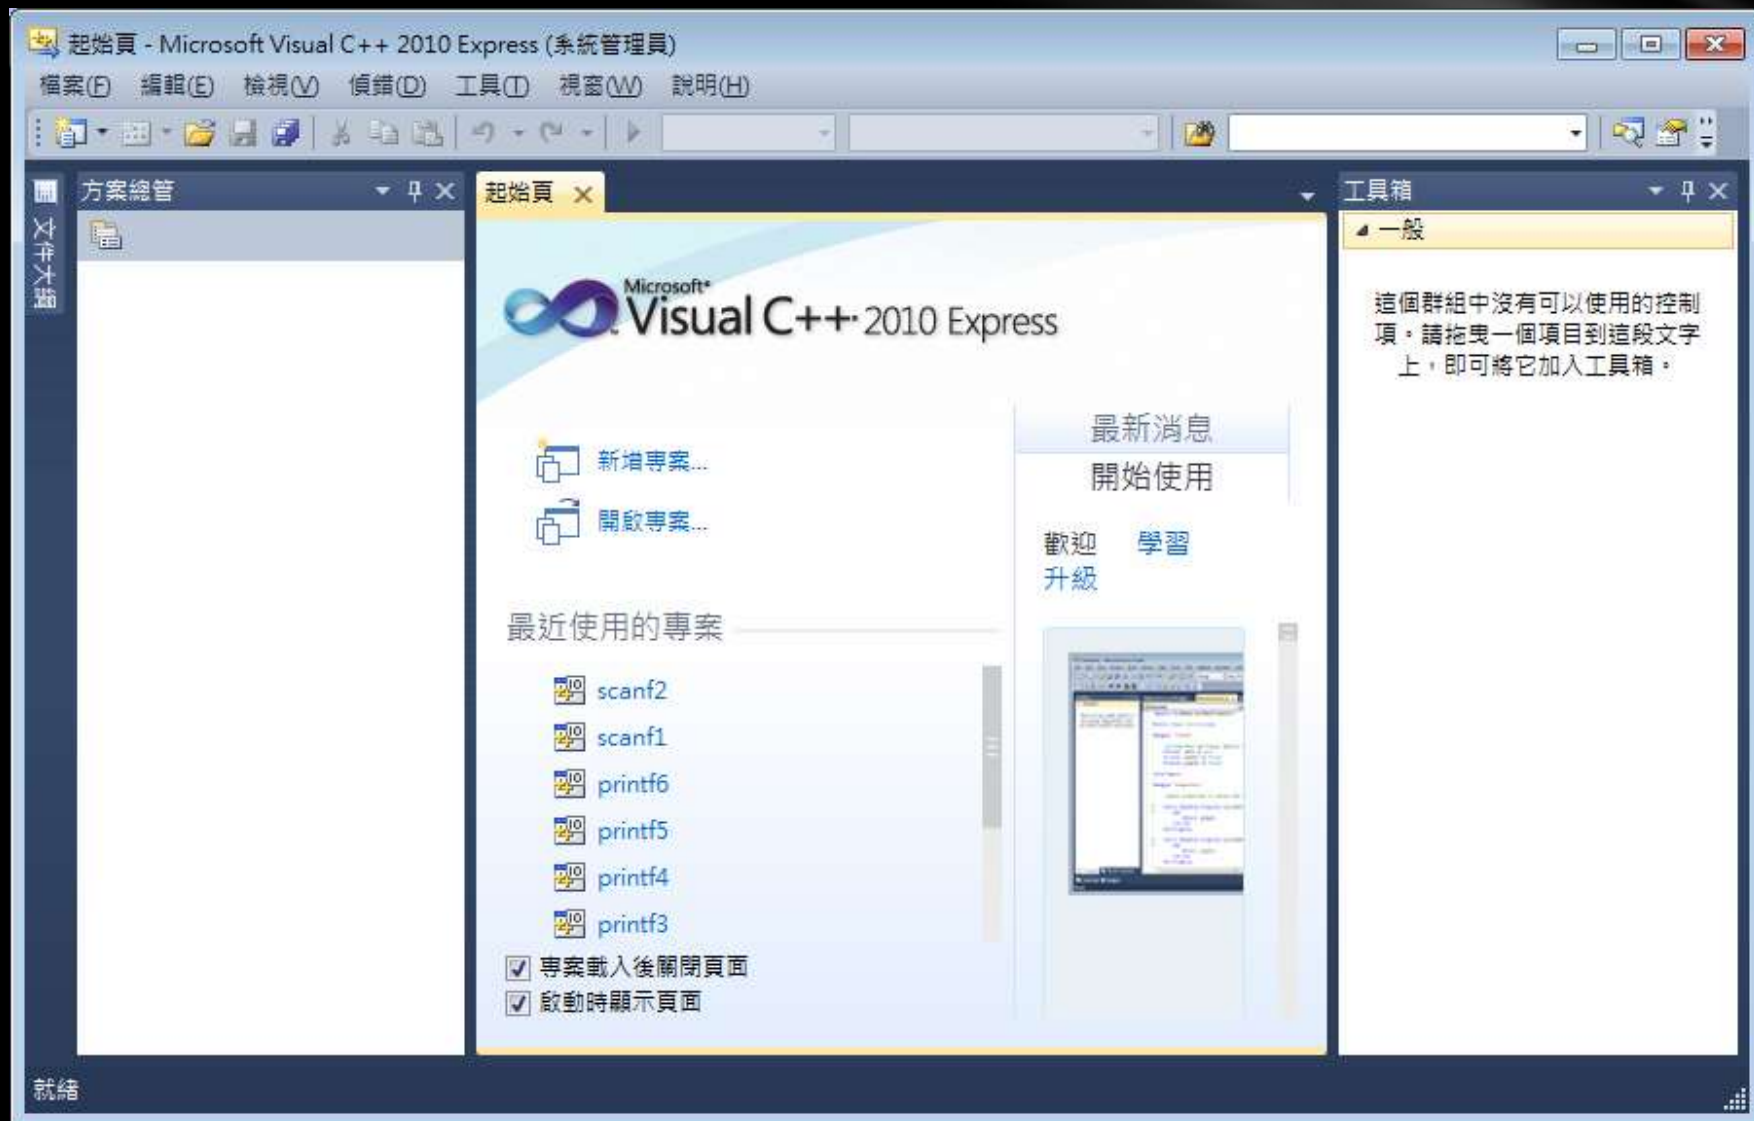 起始頁 - Microsoft Visual C++ 2010 Express (系統管理員)
檔案(F) 編輯(E) 檢視(V) 偵錯(D) 工具(T) 視窗(W) 說明(H)
文件大綱
方案總管
起始頁
Microsoft®
Visual C++ 2010 Express
新增專案...
開啟專案...
最近使用的專案
scanf2
scanf1
printf6
printf5
printf4
printf3
專案載入後關閉頁面
啟動時顯示頁面
最新消息
開始使用
歡迎 學習
升級
工具箱
一般
這個群組中沒有可以使用的控制
項。請拖曳一個項目到這段文字
上，即可將它加入工具箱。
就緒